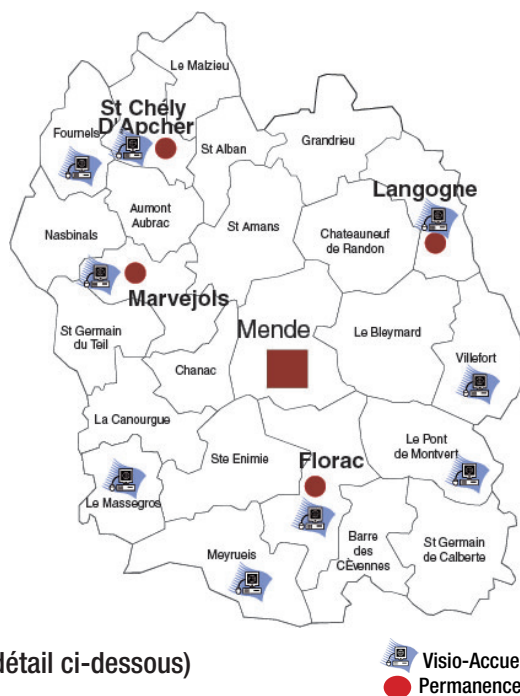 Le Malzieu
St Chély
D'Apcher
Fournels
St Alban
Grandrieu
Langogne
Aumont
Aubrac
Nasbinals
St Amans
Chateauneuf
de Randon
Marvejols
St Germain
du Teil
Mende
Le Bleymard
Chanac
Villefort
La Canourgue
Ste Enimie
Florac
Le Pont
de Montvert
Le Massegros
Meyrueis
Barre
des
CÈvennes
St Germain
de Calberte
détail ci-dessous)
Visio-Accue
Permanence